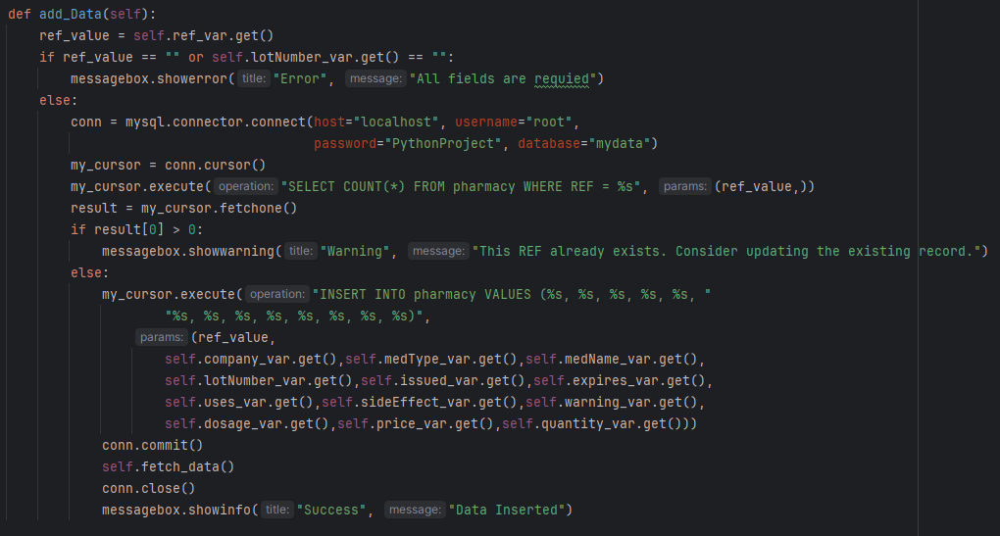 def add_Data(self):
    ref_value = self.ref_var.get()
    if ref_value == "" or self.lotNumber_var.get() == "":
        messagebox.showerror( title: "Error", message: "All fields are requied")
    else:
        conn = mysql.connector.connect(host="localhost", username="root",
                                       password="PythonProject", database="mydata")
        my_cursor = conn.cursor()
        my_cursor.execute( operation: "SELECT COUNT(*) FROM pharmacy WHERE REF = %s", params: (ref_value,))
        result = my_cursor.fetchone()
        if result[0] > 0:
            messagebox.showwarning( title: "Warning", message: "This REF already exists. Consider updating the existing record.")
        else:
            my_cursor.execute( operation: "INSERT INTO pharmacy VALUES (%s, %s, %s, %s, %s, "
                    "%s, %s, %s, %s, %s, %s, %s, %s)",
                params: (ref_value,
                    self.company_var.get(),self.medType_var.get(),self.medName_var.get(),
                    self.lotNumber_var.get(),self.issued_var.get(),self.expires_var.get(),
                    self.uses_var.get(),self.sideEffect_var.get(),self.warning_var.get(),
                    self.dosage_var.get(),self.price_var.get(),self.quantity_var.get()))
            conn.commit()
            self.fetch_data()
            conn.close()
            messagebox.showinfo( title: "Success", message: "Data Inserted")